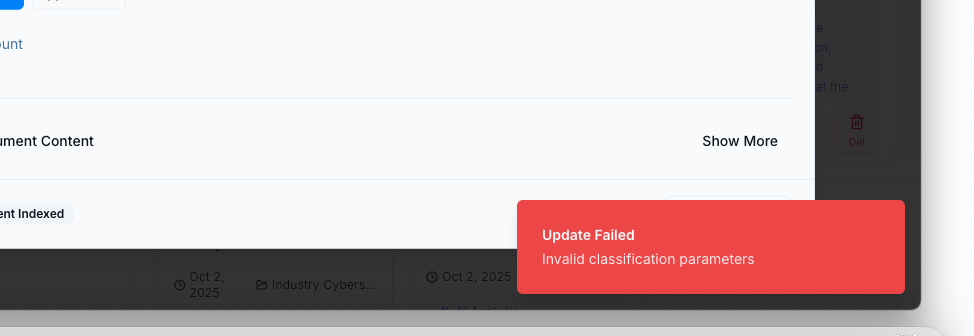 ount
on,
at the
ument Content
Show More
Del
ent Indexed
Update Failed
Invalid classification parameters
Oct 2,
2025
Industry Cybers...
Oct 2, 2025